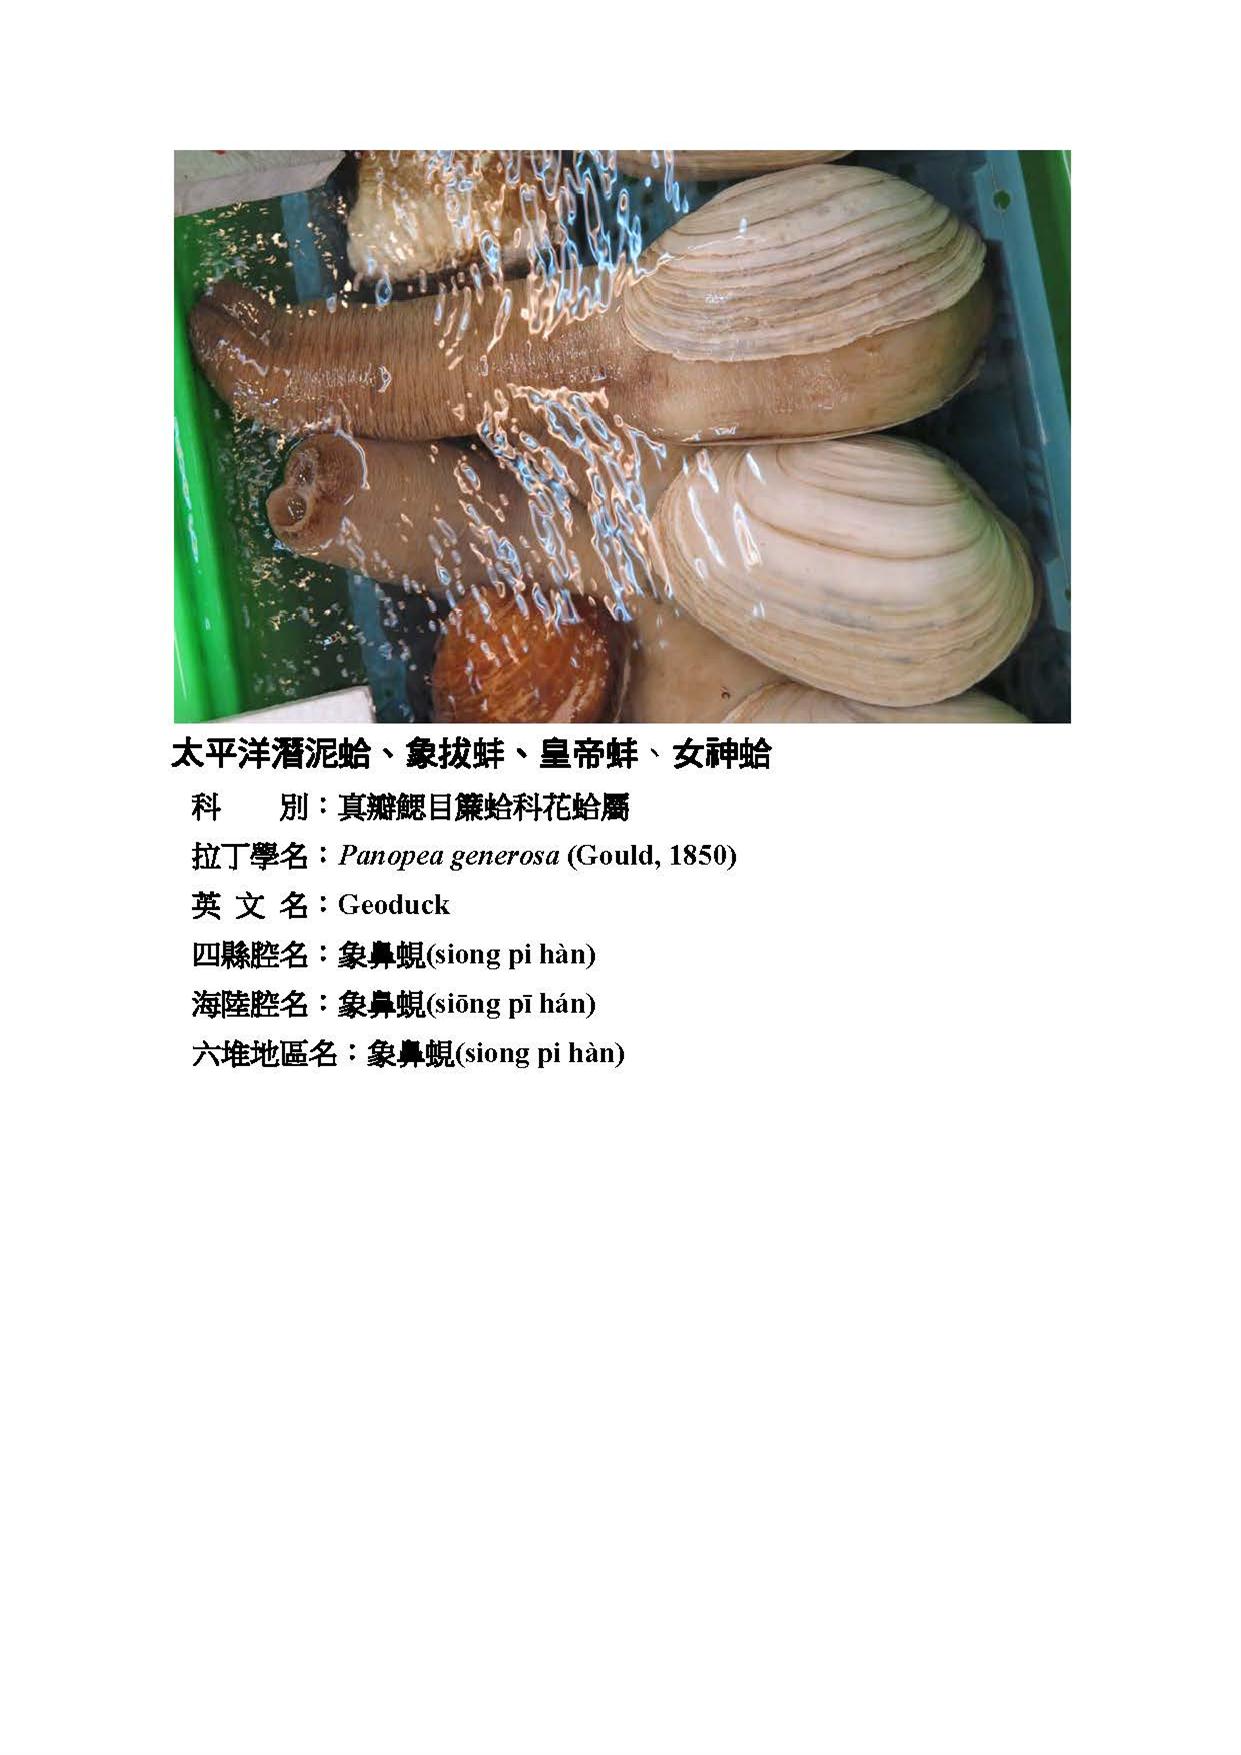 太平洋潛泥蛤、象拔蚌、皇帝蚌、女神蛤
科　　別：真瓣鰓目簾蛤科花蛤屬
拉丁學名：Panopea generosa (Gould, 1850)
英 文 名：Geoduck
四縣腔名：象鼻蜆(siong pi hàn)
海陸腔名：象鼻蜆(siōng pī hán)
六堆地區名：象鼻蜆(siong pi hàn)